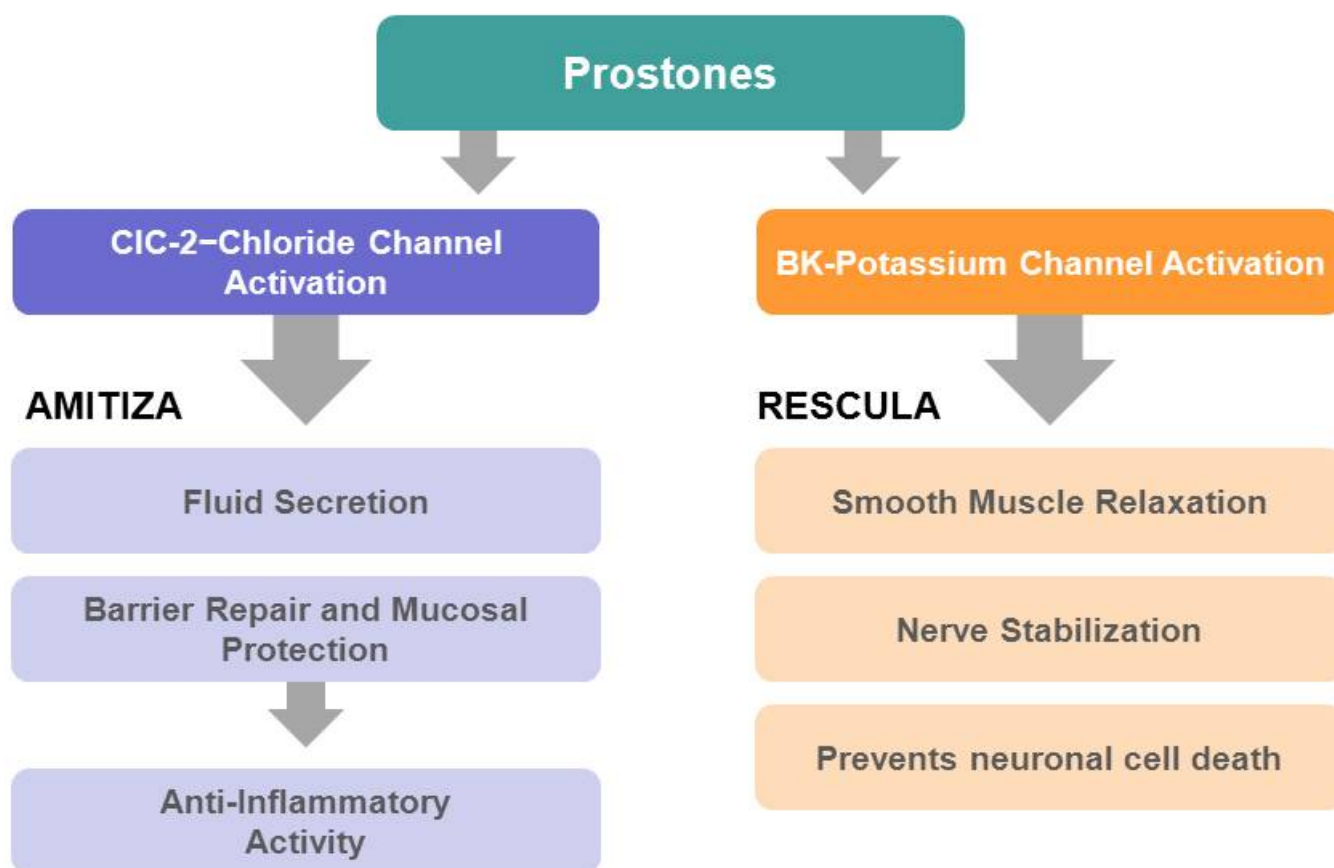 Prostones
CIC-2−Chloride Channel
Activation
BK-Potassium Channel Activation
AMITIZA
RESCULA
Fluid Secretion
Smooth Muscle Relaxation
Barrier Repair and Mucosal
Protection
Nerve Stabilization
Prevents neuronal cell death
Anti-Inflammatory
Activity